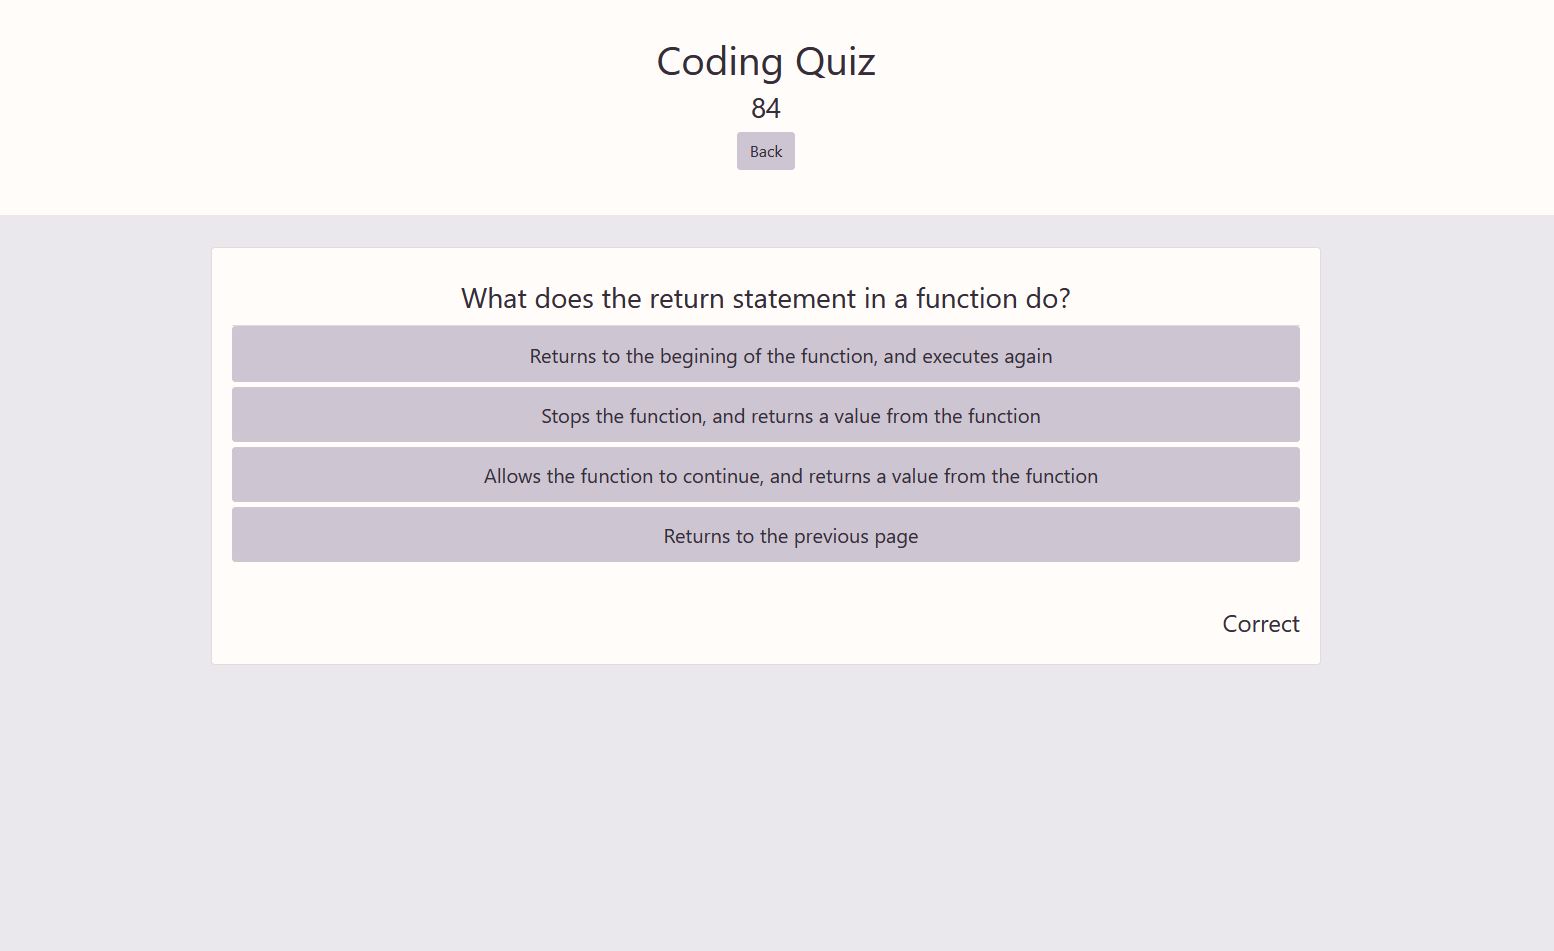 Coding Quiz
84
Back
What does the return statement in a function do?
Returns to the begining of the function, and executes again
Stops the function, and returns a value from the function
Allows the function to continue, and returns a value from the function
Returns to the previous page
Correct